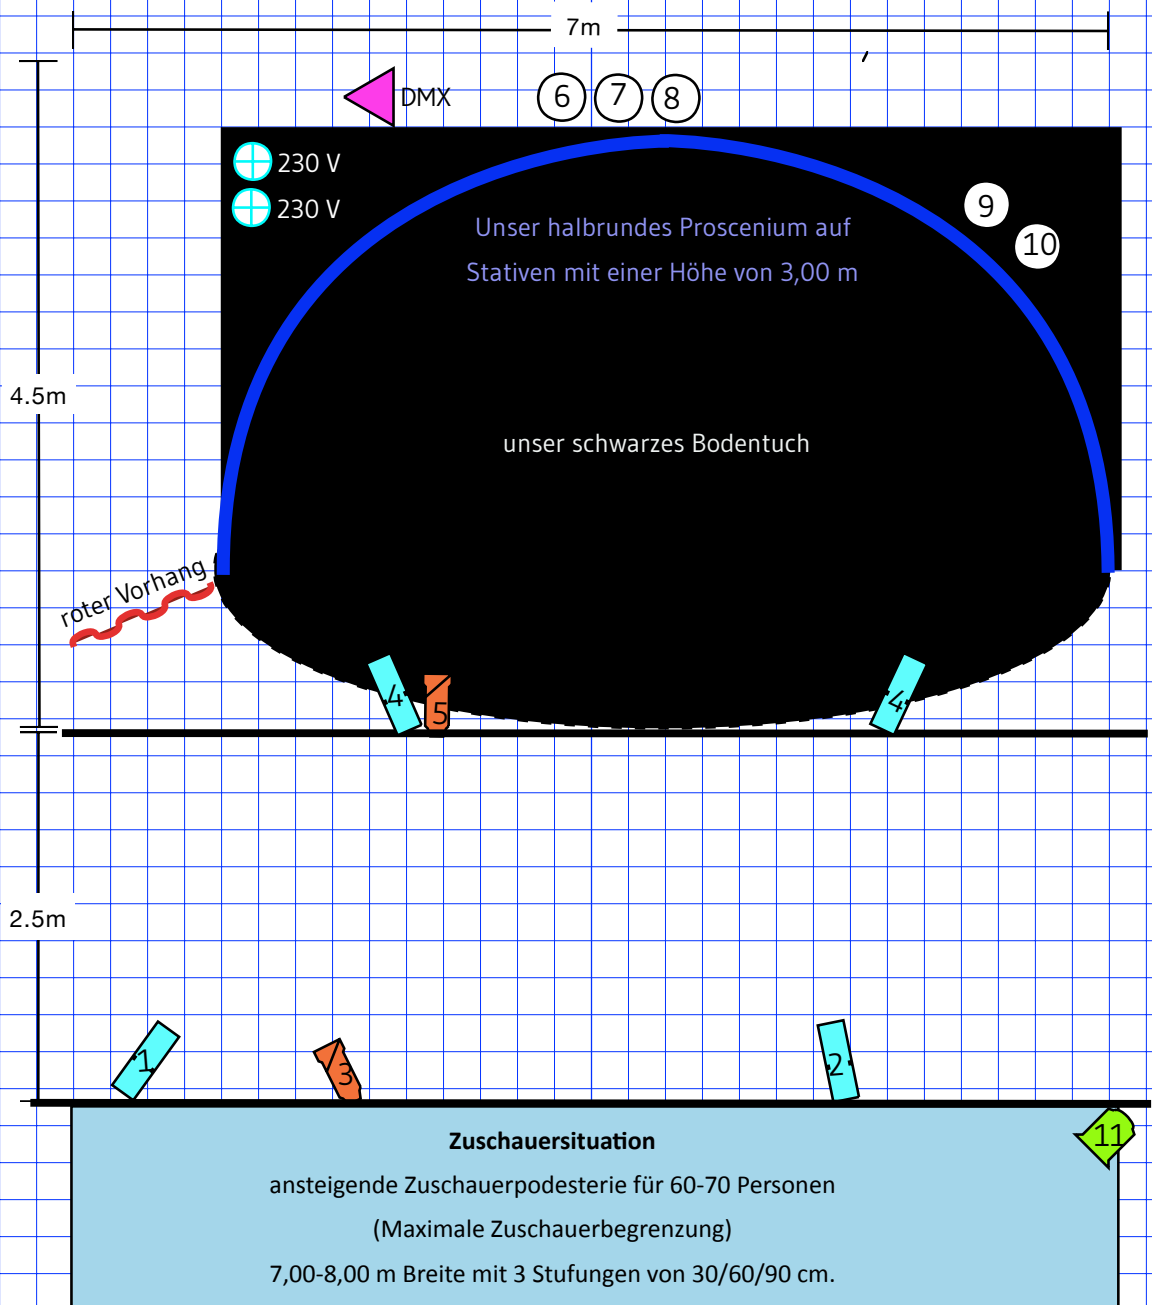 7m
DMX
6 7 8
230 V
230 V
9
10
Unser halbrundes Proscenium auf
Stativen mit einer Höhe von 3,00 m
4.5m
unser schwarzes Bodentuch
roter Vorhang
4
5
4
2.5m
1
3
2
11
Zuschauersituation
ansteigende Zuschauerpodesterie für 60-70 Personen
(Maximale Zuschauerbegrenzung)
7,00-8,00 m Breite mit 3 Stufungen von 30/60/90 cm.